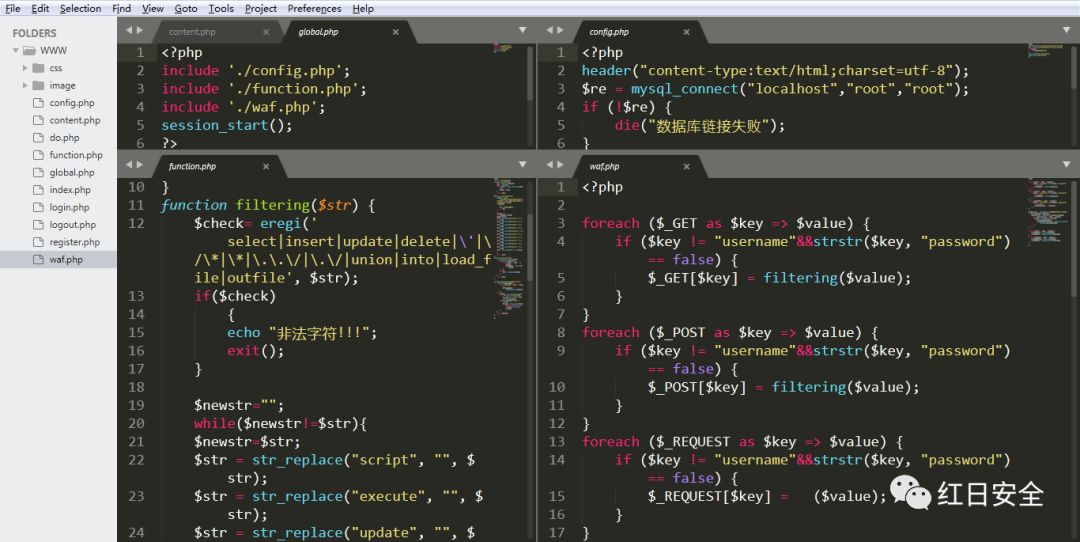 File Edit Selection Find View Goto Tools Project Preferences Help
FOLDERS
WWW
css
image
config.php
content.php
do.php
function.php
global.php
index.php
login.php
logout.php
register.php
waf.php
content.php × global.php ×
1 <?php
2 include './config.php';
3 include './function.php';
4 include './waf.php';
5 session_start();
6 ?>
config.php ×
1 <?php
2 header("content-type:text/html;charset=utf-8");
3 $re = mysql_connect("localhost","root","root");
4 if (!$re) {
5 die("数据库链接失败");
6 }
function.php ×
10 }
11 function filtering($str) {
12 $check= eregi('
select|insert|update|delete|\'|\
/\*|\*|\.\.\/|\.\/|union|into|load_f
ile|outfile', $str);
13 if($check)
14 {
15 echo "非法字符!!!";
16 exit();
17 }
18
19 $newstr="";
20 while($newstr!=$str){
21 $newstr=$str;
22 $str = str_replace("script", "", $
str);
23 $str = str_replace("execute", "", $
str);
24 $str = str_replace("update", "", $
waf.php ×
1 <?php
3 foreach ($_GET as $key => $value) {
4 if ($key != "username"&&strstr($key, "password")
== false) {
5 $_GET[$key] = filtering($value);
6 }
7 }
8 foreach ($_POST as $key => $value) {
9 if ($key != "username"&&strstr($key, "password")
== false) {
10 $_POST[$key] = filtering($value);
11 }
12 }
13 foreach ($_REQUEST as $key => $value) {
14 if ($key != "username"&&strstr($key, "password")
== false) {
15 $_REQUEST[$key] = ($value);
16 }
17 }
红日安全